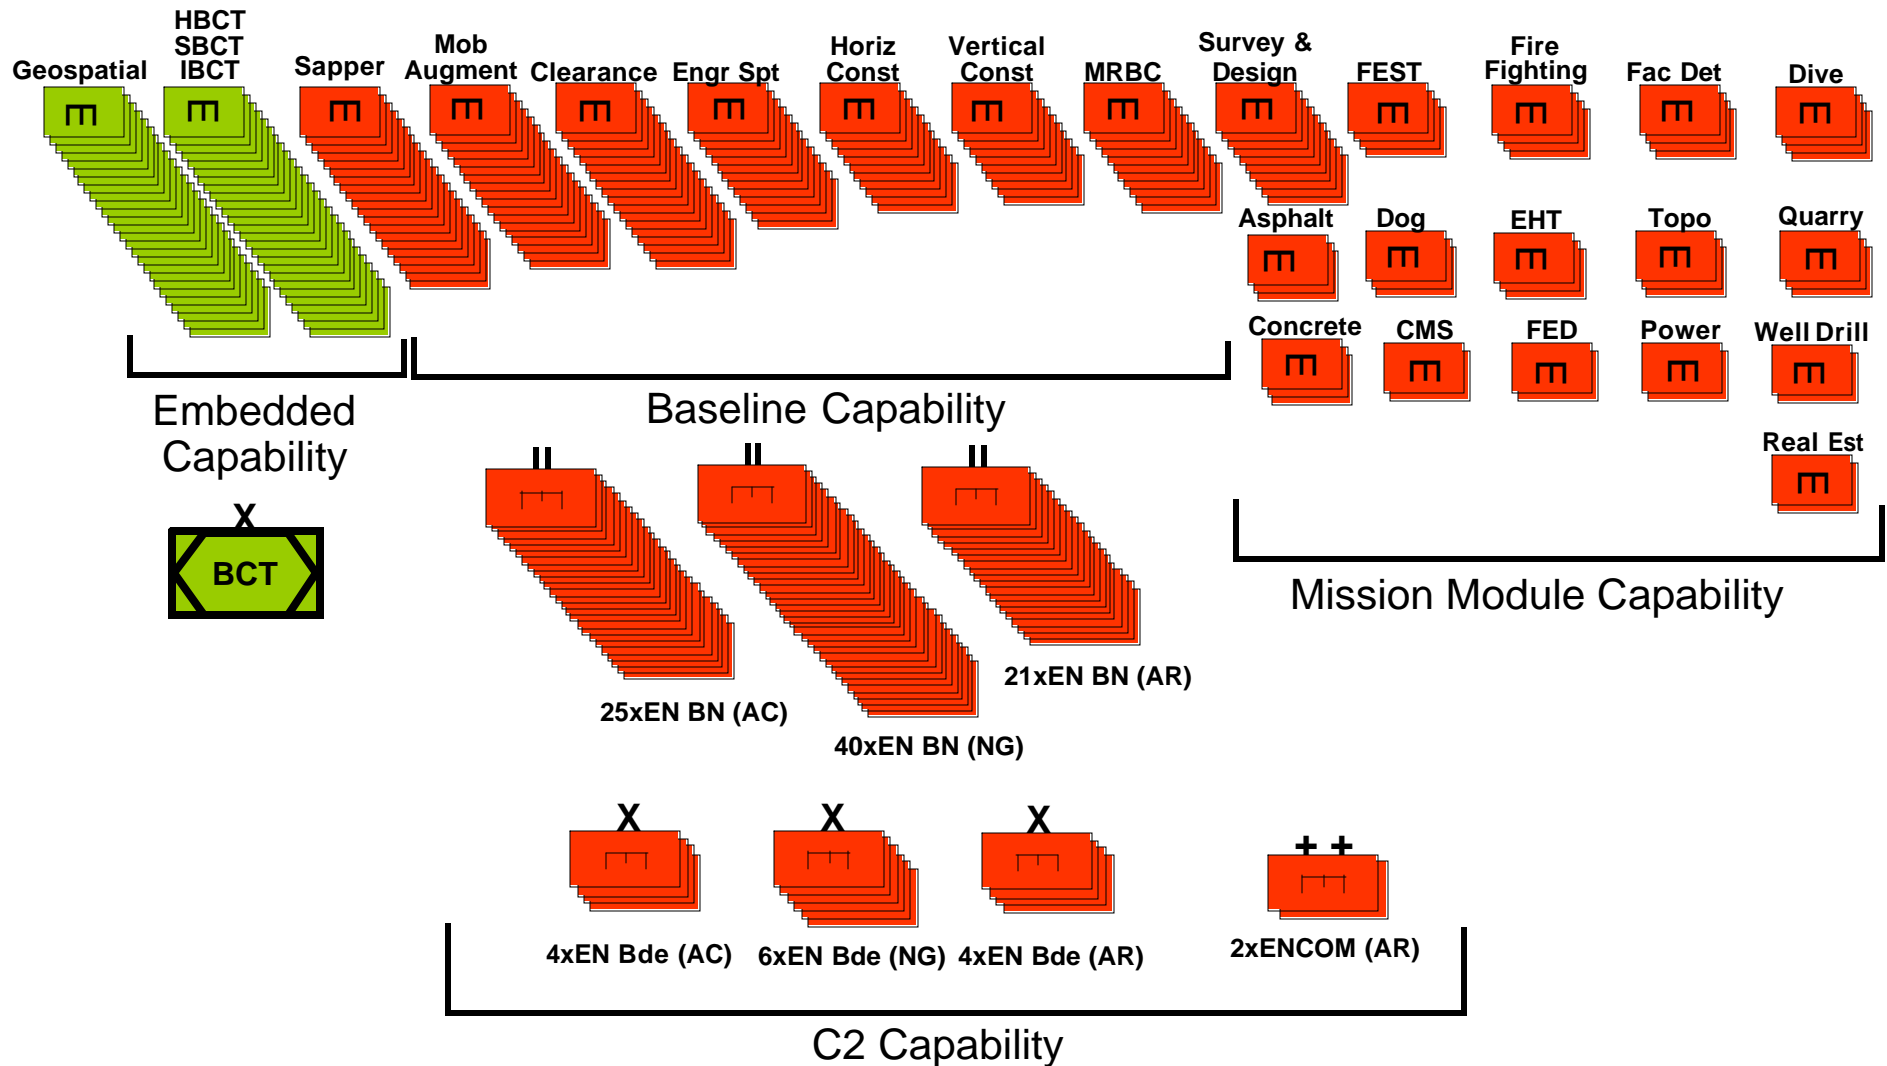 Geospatial
HBCT
SBCT
IBCT
Sapper
Mob
Augment
Clearance
Engr Spt
Horiz
Const
Vertical
Const
MRBC
Survey &
Design
FEST
Fire
Fighting
Fac Det
Dive
Asphalt
Dog
EHT
Topo
Quarry
Concrete
CMS
FED
Power
Well Drill
Real Est
Embedded
Capability
Baseline Capability
Mission Module Capability
X
BCT
II
II
II
25xEN BN (AC)
40xEN BN (NG)
21xEN BN (AR)
X
X
X
++
4xEN Bde (AC)
6xEN Bde (NG)
4xEN Bde (AR)
2xENCOM (AR)
C2 Capability